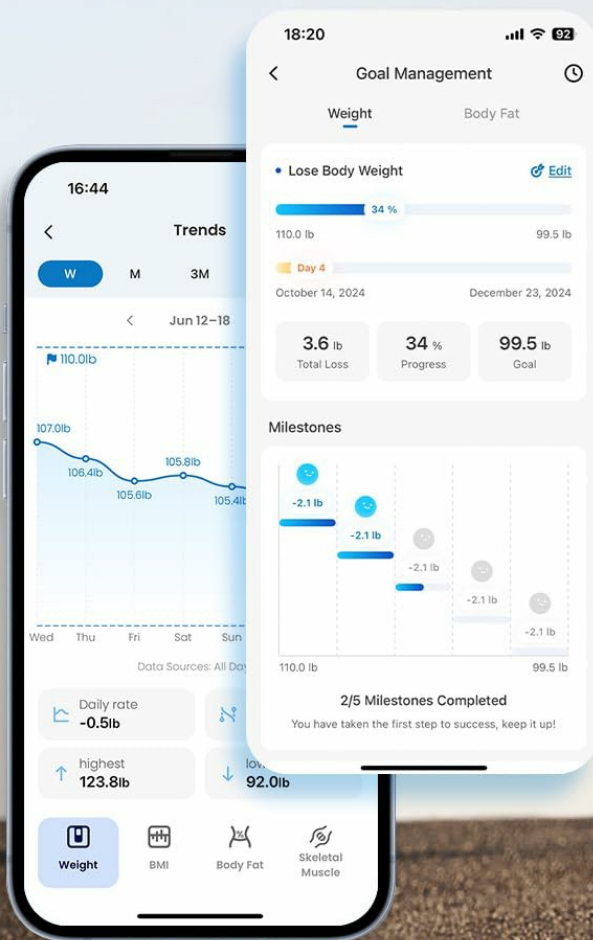 18:20
92
Goal Management
Weight
Body Fat
Lose Body Weight
Edit
34 %
110.0 lb
99.5 lb
Day 4
October 14, 2024
December 23, 2024
3.6 lb
34 %
99.5 lb
Total Loss
Progress
Goal
Milestones
-2.1 lb
-2.1 lb
-2.1 lb
-2.1 lb
-2.1 lb
110.0 lb
99.5 lb
2/5 Milestones Completed
You have taken the first step to success, keep it up!
16:44
Trends
W
M
3M
Jun 12-18
110.0lb
107.0lb
106.4lb
105.6lb
105.8lb
105.4lb
Wed
Thu
Fri
Sat
Sun
Data Sources: All Day
Daily rate
-0.5lb
highest
123.8lb
92.0lb
Weight
BMI
Body Fat
Skeletal
Muscle